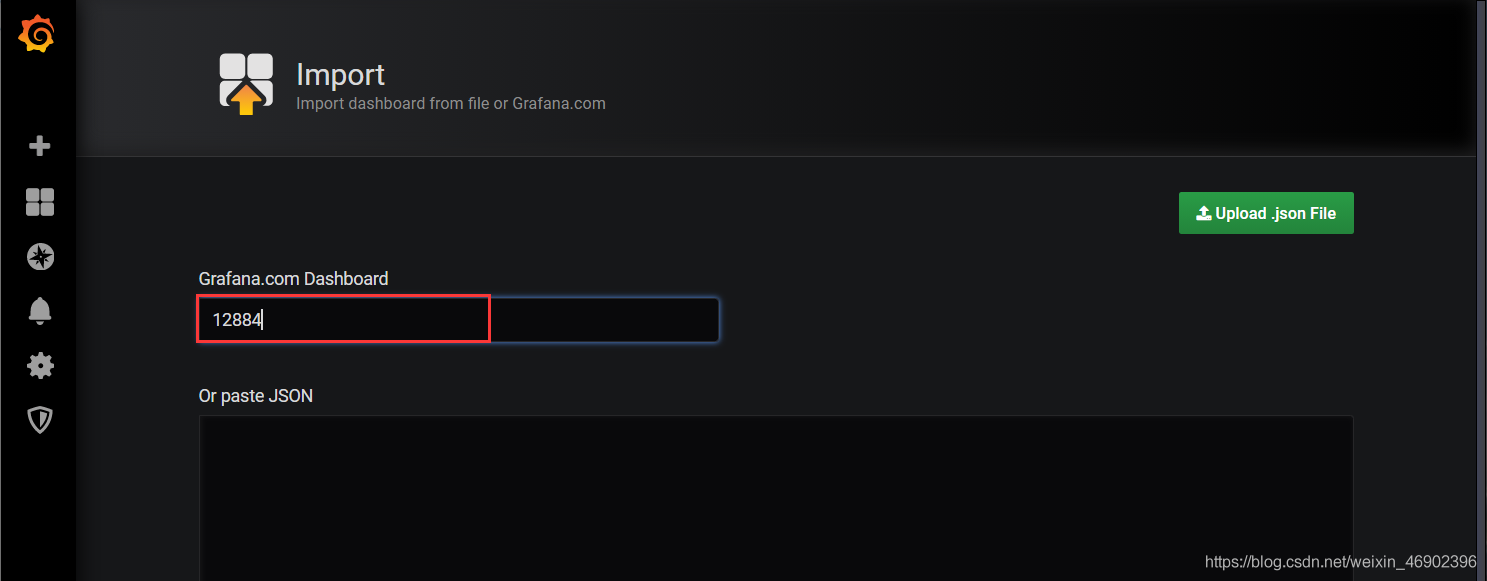 Import
Import dashboard from file or Grafana.com
Upload .json File
Grafana.com Dashboard
12884
Or paste JSON
https://blog.csdn.net/weixin_46902396